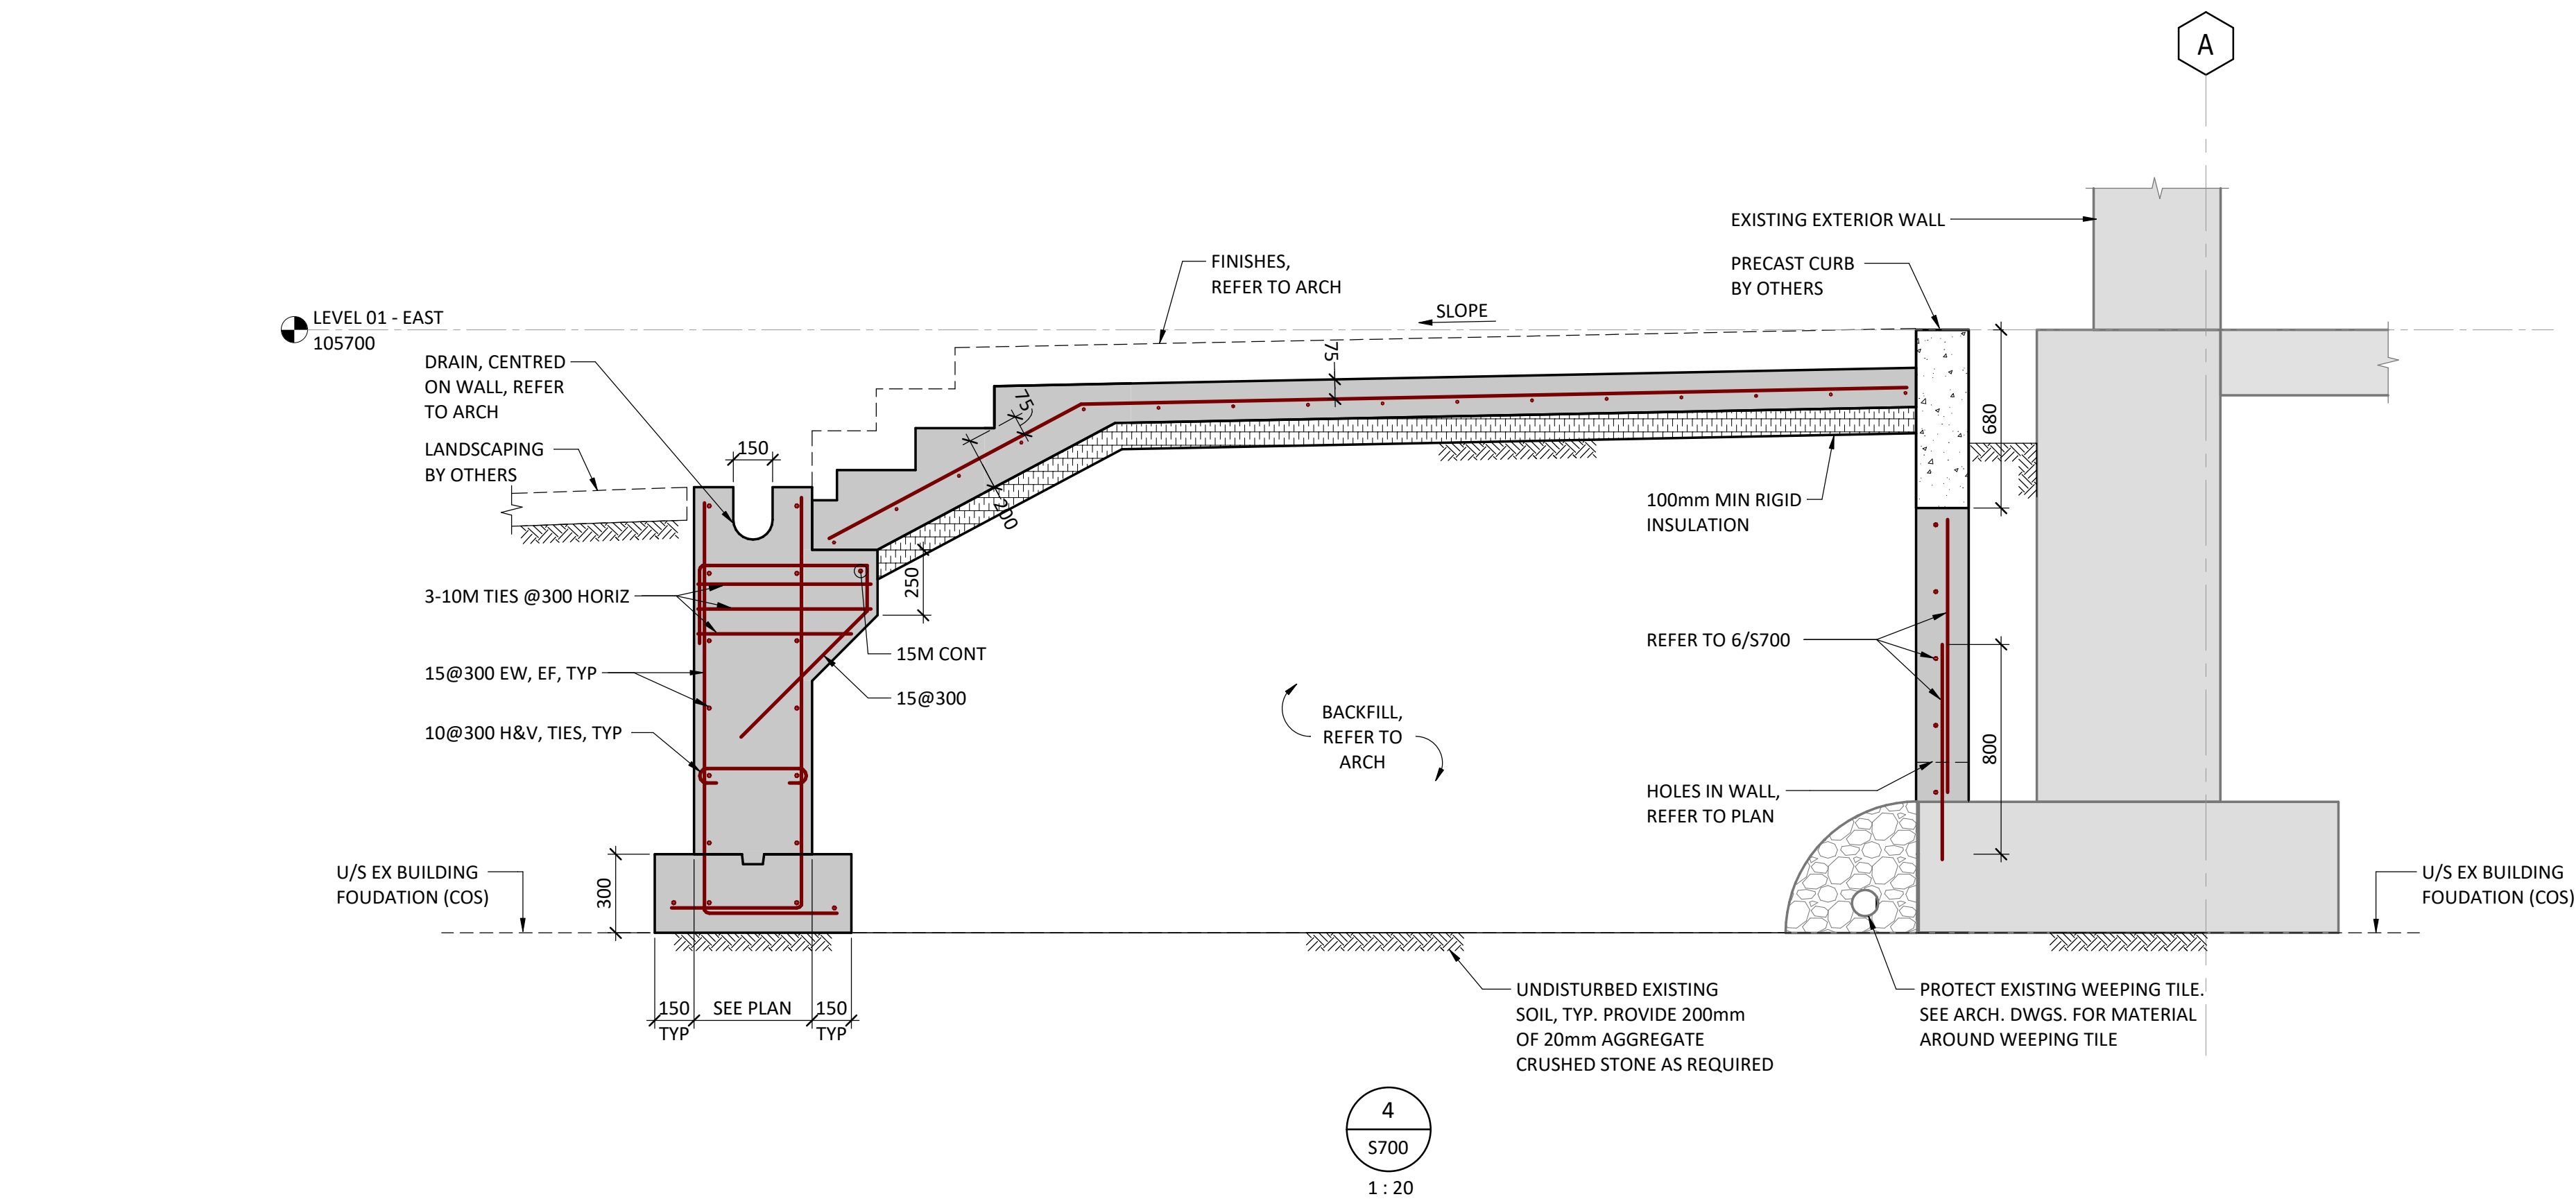 A
EXISTING EXTERIOR WALL
PRECAST CURB
BY OTHERS
FINISHES,
REFER TO ARCH
SLOPE
LEVEL 01 - EAST
105700
DRAIN, CENTRED
ON WALL, REFER
TO ARCH
LANDSCAPING
BY OTHERS
150
75
75
200
680
100mm MIN RIGID
INSULATION
250
3-10M TIES @300 HORIZ
15M CONT
15@300 EW, EF, TYP
15@300
10@300 H&V, TIES, TYP
REFER TO 6/S700
BACKFILL,
REFER TO
ARCH
800
HOLES IN WALL,
REFER TO PLAN
U/S EX BUILDING
FOUDATION (COS)
300
U/S EX BUILDING
FOUDATION (COS)
150
TYP
SEE PLAN
150
TYP
UNDISTURBED EXISTING
SOIL, TYP. PROVIDE 200mm
OF 20mm AGGREGATE
CRUSHED STONE AS REQUIRED
PROTECT EXISTING WEEPING TILE.
SEE ARCH. DWGS. FOR MATERIAL
AROUND WEEPING TILE
4
S700
1 : 20